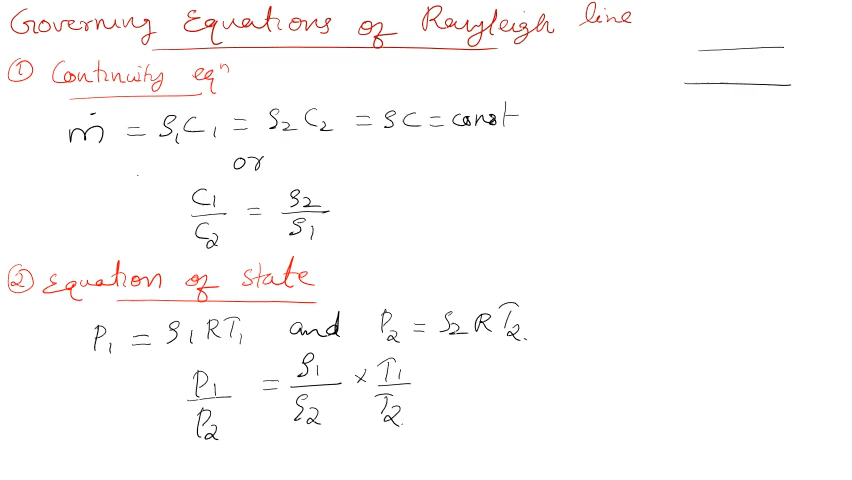 Governing Equations of Rayleigh line
① Continuity eqⁿ
ṁ = ρ₁C₁ = ρ₂C₂ = ρC = const
or
C₁/C₂ = ρ₂/ρ₁
② Equation of state
P₁ = ρ₁RT₁ and P₂ = ρ₂RT₂.
P₁/P₂ = ρ₁/ρ₂ × T₁/T₂.